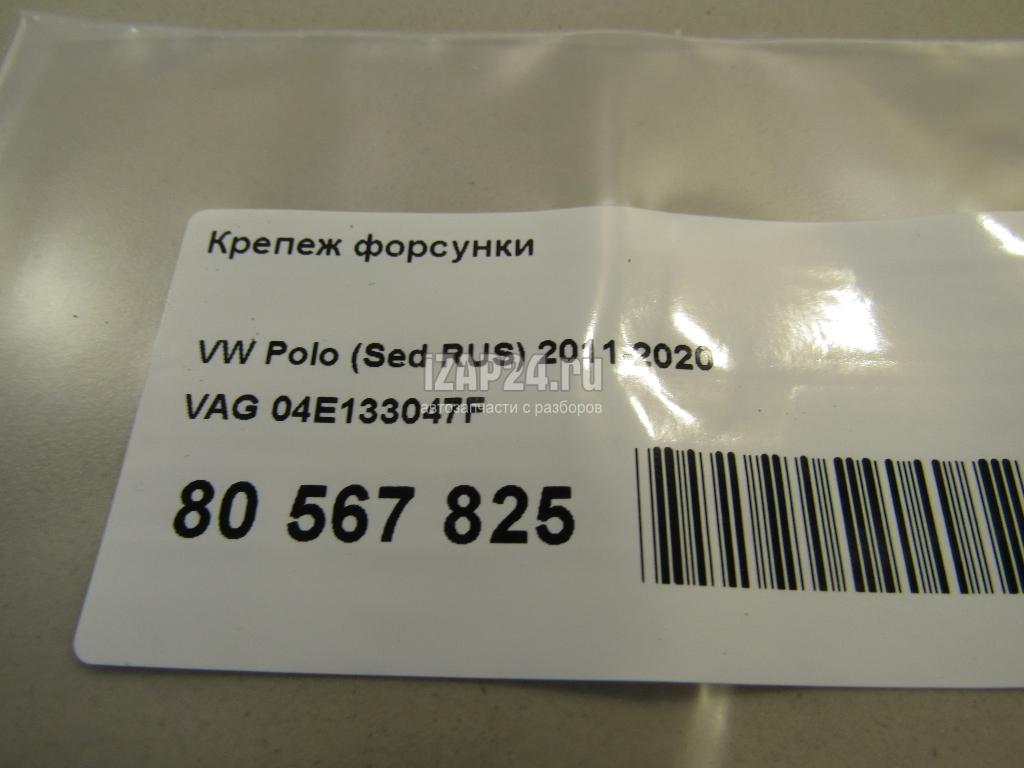 Крепеж форсунки
VW Polo (Sed RUS) 2011-2020
IZAP24.ru
VAG 04E133047F
автозапчасти с разборов
80 567 825